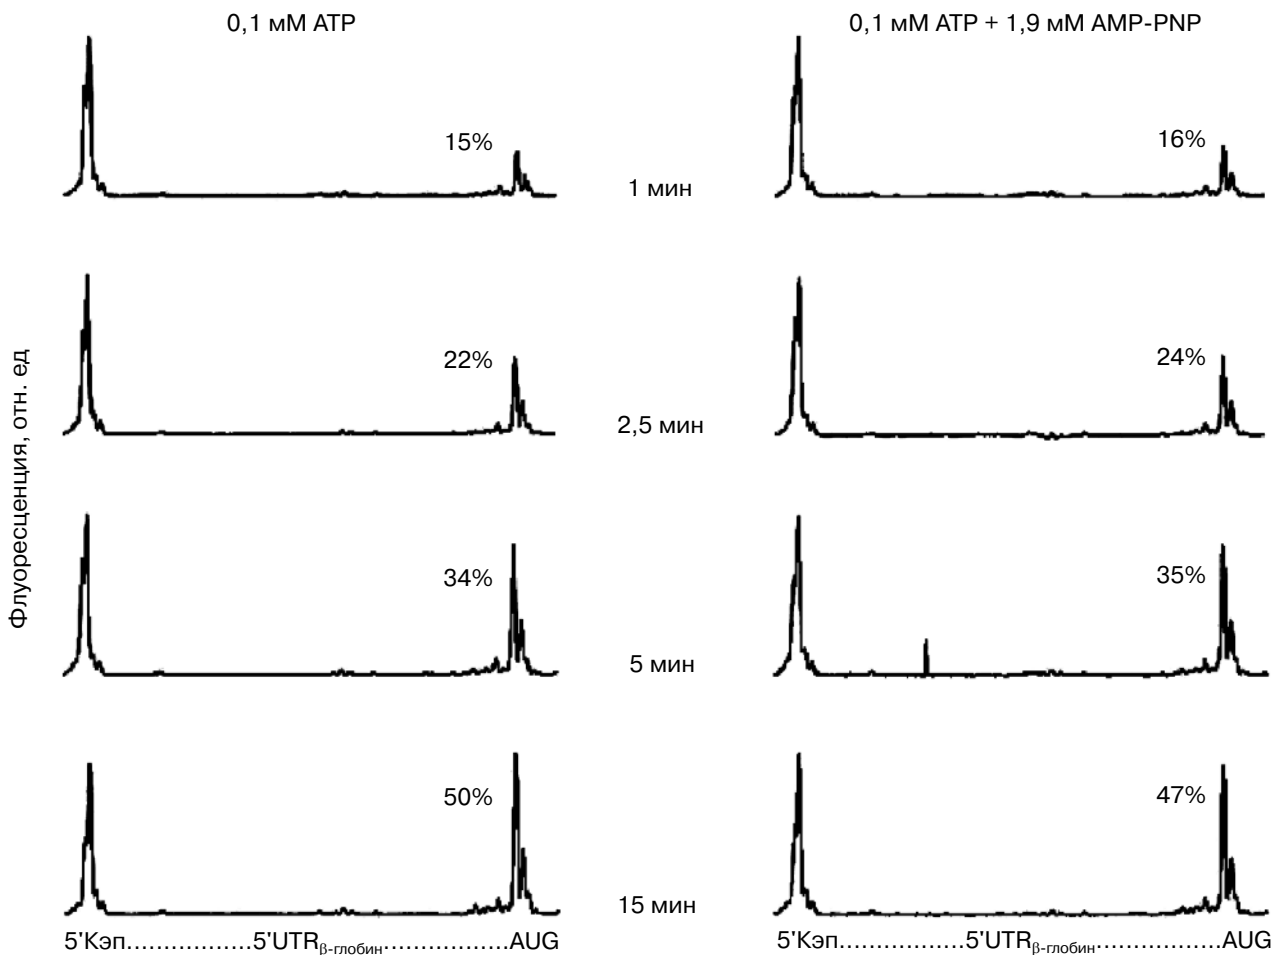 0,1 мМ ATP
0,1 мМ ATP + 1,9 мМ AMP-PNP
Флуоресценция, отн. ед
15%
1 мин
16%
22%
2,5 мин
24%
34%
5 мин
35%
50%
15 мин
47%
5'Кэп.................5'UTRβ-глобин...............AUG
5'Кэп.................5'UTRβ-глобин...............AUG